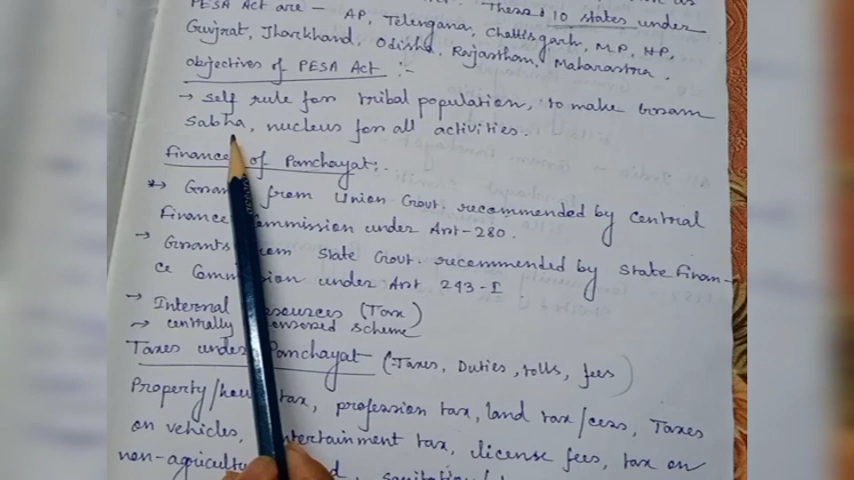 PESA Act are - AP, Telengana, Chattisgarh, M.P, HP,
These 10 states under
Gujrat, Jharkhand, Odisha, Rajasthan, Maharastra.
objectives of PESA Act :-
→ self rule for tribal population, to make Gram
sabha, nucleus for all activities.
Finance of Panchayat:-
*→ from Union Govt. recommended by central
Finance Commission under Art-280.
→ Grants from State Govt. recommended by State Finan-
ce Commission under Art 243-I
→ Internal resources (Tax)
→ centrally scheme
Taxes under Panchayat (-Taxes, Duties, tolls, fees)
Property/house tax, profession tax, land tax/cess, Taxes
on vehicles, entertainment tax, license fees, tax on